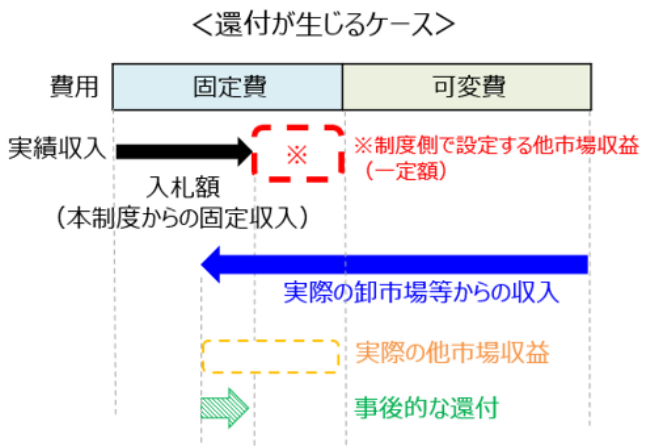 ＜還付が生じるケース＞
費用 固定費 可変費
実績収入 ※ ※制度側で設定する他市場収益
（一定額）
入札額
（本制度からの固定収入）
実際の卸市場等からの収入
実際の他市場収益
事後的な還付